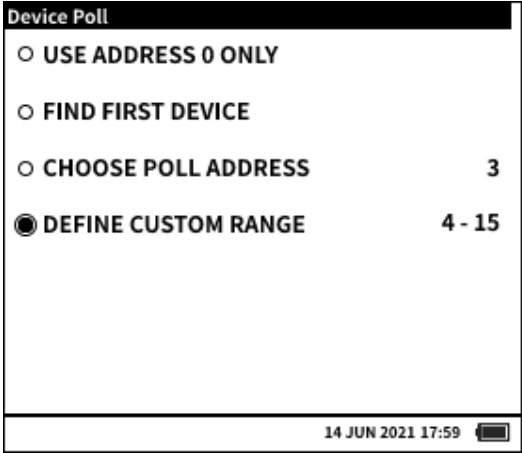 Device Poll
USE ADDRESS 0 ONLY
FIND FIRST DEVICE
CHOOSE POLL ADDRESS 3
DEFINE CUSTOM RANGE 4 - 15
14 JUN 2021 17:59